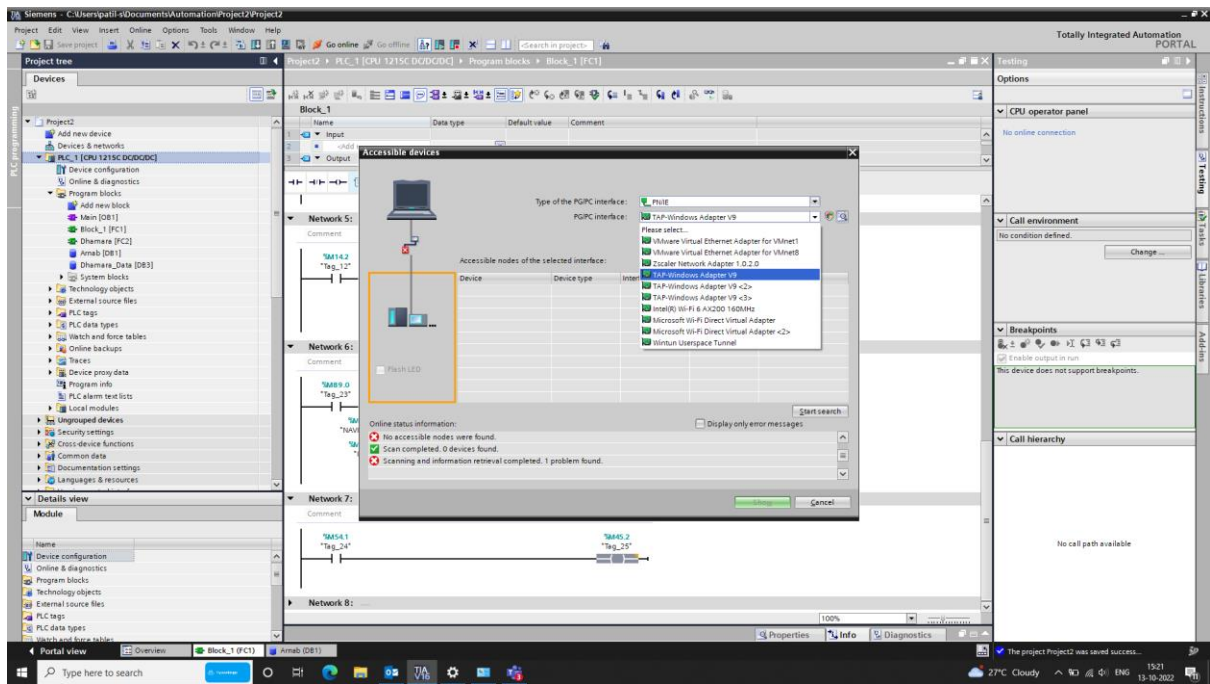 Siemens - C:\Users\patil-s\Documents\Automation\Project2\Project2
Project Edit View Insert Online Options Tools Window Help
Totally Integrated Automation
PORTAL
Save project
Go online
Go offline
<Search in project>
Project tree
Project2 ▸ PLC_1 [CPU 1215C DC/DC/DC] ▸ Program blocks ▸ Block_1 [FC1]
Testing
Devices
Options
PLC programming
Block_1
Name Data type Default value Comment
1 Input
2
3 Output
Project2
Add new device
Devices & networks
PLC_1 [CPU 1215C DC/DC/DC]
Device configuration
Online & diagnostics
Program blocks
Add new block
Main [OB1]
Block_1 [FC1]
Dhamara [FC2]
Arnab [DB1]
Dhamara_Data [DB3]
System blocks
Technology objects
External source files
PLC tags
PLC data types
Watch and force tables
Online backups
Traces
Device proxy data
Program info
PLC alarm text lists
Local modules
Ungrouped devices
Security settings
Cross-device functions
Common data
Documentation settings
Languages & resources
Details view
Module
Name
Device configuration
Online & diagnostics
Program blocks
Technology objects
External source files
PLC tags
PLC data types
Watch and force tables
Network 5:
Comment
%M14.2
"Tag_12"
Network 6:
Comment
%M89.0
"Tag_23"
Network 7:
Comment
%M54.1
"Tag_24"
%M45.2
"Tag_25"
Network 8:
100%
Accessible devices
Type of the PG/PC interface: PN/IE
PG/PC interface: TAP-Windows Adapter V9
Please select...
VMware Virtual Ethernet Adapter for VMnet1
VMware Virtual Ethernet Adapter for VMnet8
Zscaler Network Adapter 1.0.2.0
TAP-Windows Adapter V9
TAP-Windows Adapter V9 <2>
TAP-Windows Adapter V9 <3>
Intel(R) Wi-Fi 6 AX200 160MHz
Microsoft Wi-Fi Direct Virtual Adapter
Microsoft Wi-Fi Direct Virtual Adapter <2>
Wintun Userspace Tunnel
Accessible nodes of the selected interface:
Device Device type
Flash LED
Start search
Online status information:
Display only error messages
No accessible nodes were found.
Scan completed. 0 devices found.
Scanning and information retrieval completed. 1 problem found.
Show
Cancel
CPU operator panel
No online connection
Call environment
No condition defined.
Change ...
Breakpoints
Enable output in run
This device does not support breakpoints.
Call hierarchy
No call path available
Instructions
Testing
Tasks
Libraries
Add-ins
Properties
Info
Diagnostics
Portal view
Overview
Block_1 (FC1)
Arnab (DB1)
The project Project2 was saved success...
Type here to search
27°C Cloudy
ENG
15:21
13-10-2022